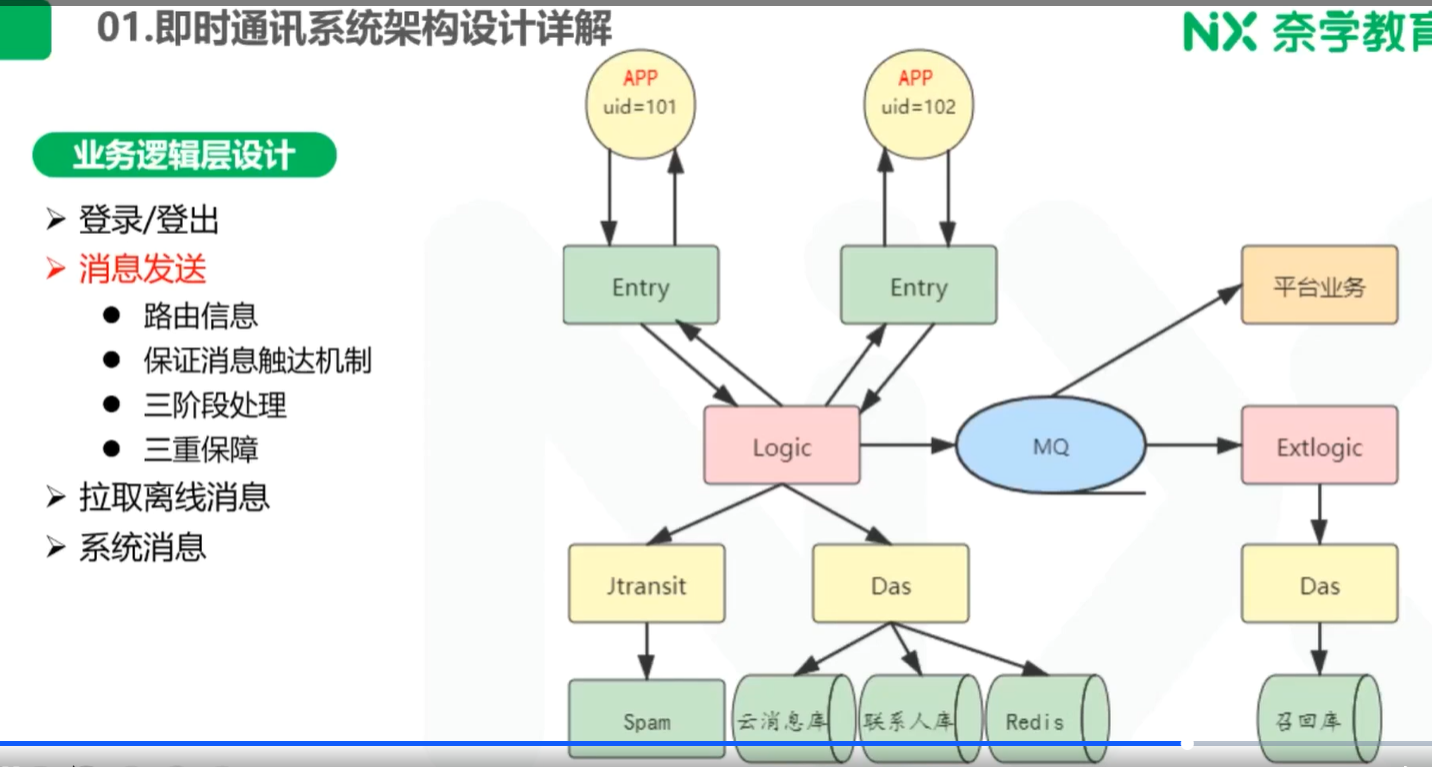 01.即时通讯系统架构设计详解
NiX 奈学教育
业务逻辑层设计
登录/登出
消息发送
路由信息
保证消息触达机制
三阶段处理
三重保障
拉取离线消息
系统消息
APP
uid=101
APP
uid=102
Entry
Entry
平台业务
Logic
MQ
Extlogic
Jtransit
Das
Das
Spam
云消息库
联系人库
Redis
召回库